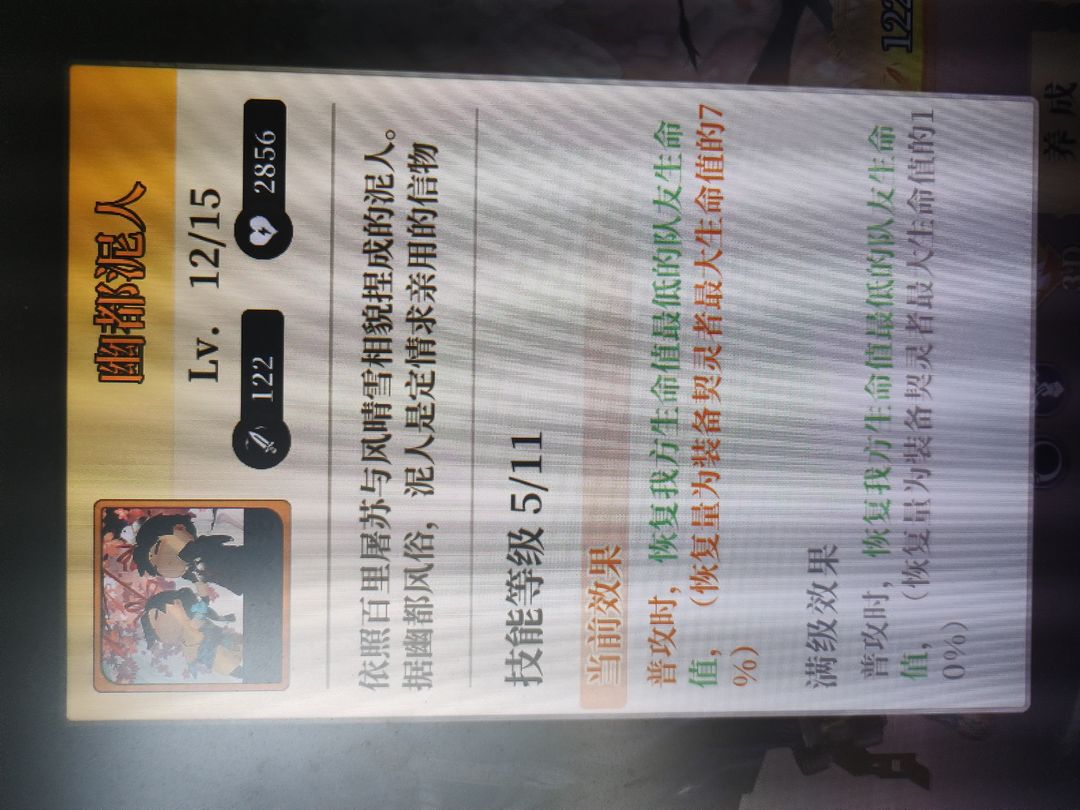 幽都泥人
Lv. 12/15
122
2856
依照百里屠苏与风晴雪相貌捏成的泥人。
据幽都风俗，泥人是定情求亲用的信物
技能等级 5/11
当前效果
普攻时，恢复我方生命值最低的队友生命
值，（恢复量为装备契灵者最大生命值的7
%）
满级效果
普攻时，恢复我方生命值最低的队友生命
值，（恢复量为装备契灵者最大生命值的1
0%）
122
养成
3D